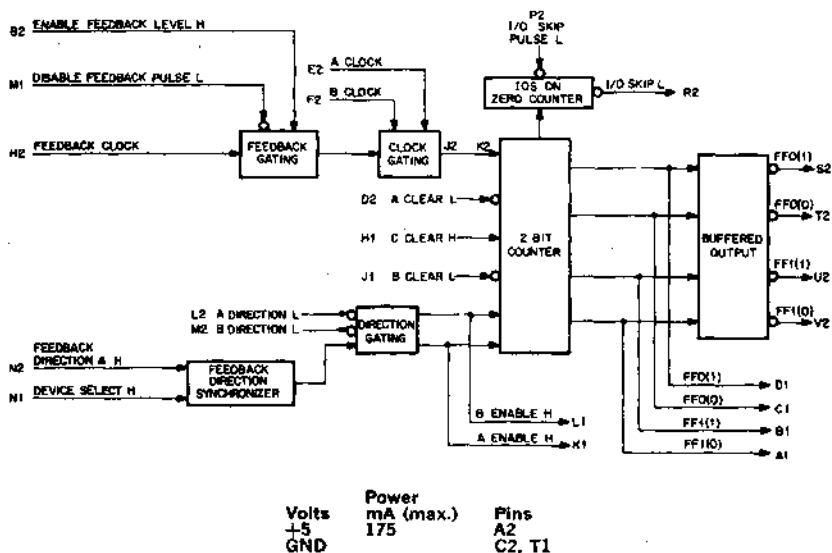 B2 ENABLE FEEDBACK LEVEL H
M1 DISABLE FEEDBACK PULSE L
H2 FEEDBACK CLOCK
E2 A CLOCK
F2 B CLOCK
FEEDBACK
GATING
CLOCK
GATING
J2 K2
P2
I/O SKIP
PULSE L
IOS ON
ZERO COUNTER
I/O SKIP L
R2
D2 A CLEAR L
H1 C CLEAR H
J1 B CLEAR L
2 BIT
COUNTER
BUFFERED
OUTPUT
FF0(1)
S2
FF0(0)
T2
FF1(1)
U2
FF1(0)
V2
L2 A DIRECTION L
M2 B DIRECTION L
DIRECTION
GATING
FEEDBACK
N2 DIRECTION A H
N1 DEVICE SELECT H
FEEDBACK
DIRECTION
SYNCHRONIZER
B ENABLE H
L1
A ENABLE H
K1
FF0(1)
D1
FF0(0)
C1
FF1(1)
B1
FF1(0)
A1
Power
Volts mA (max.) Pins
+5 175 A2
GND C2, T1